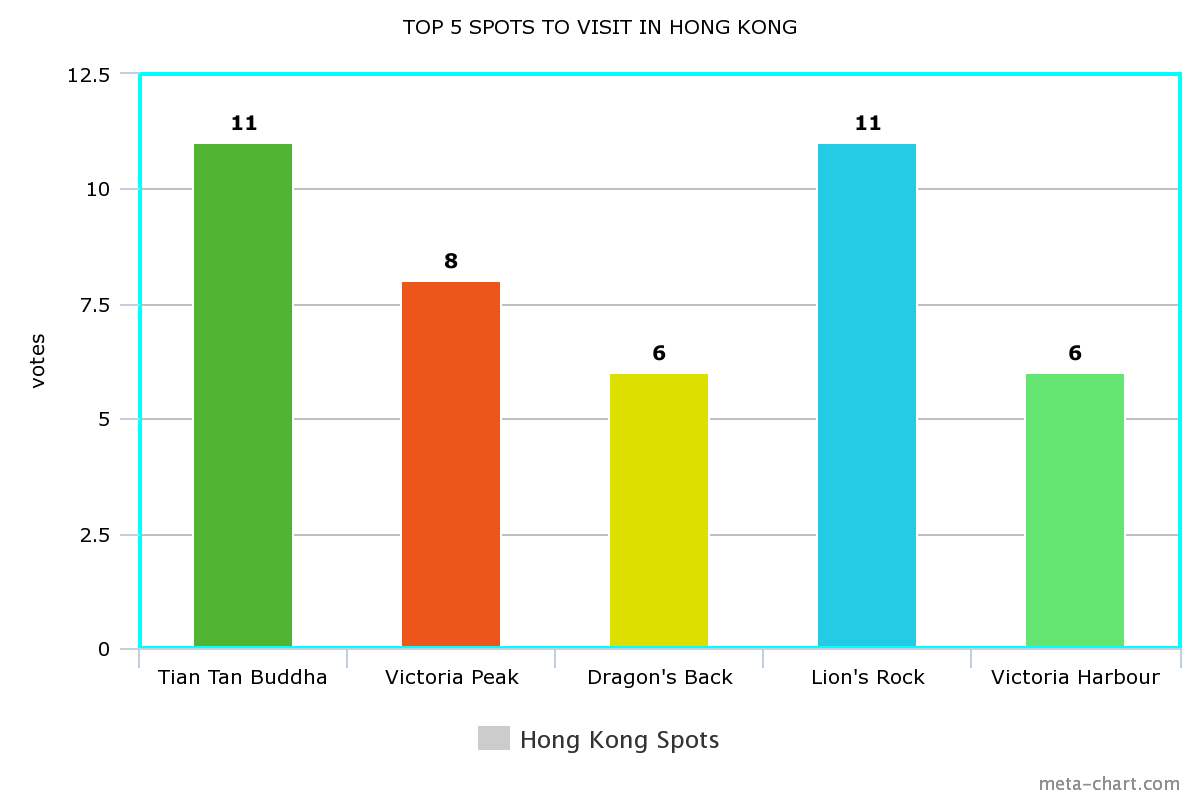 TOP 5 SPOTS TO VISIT IN HONG KONG
12.5
10
7.5
5
2.5
0
votes
11
8
6
11
6
Tian Tan Buddha
Victoria Peak
Dragon's Back
Lion's Rock
Victoria Harbour
Hong Kong Spots
meta-chart.com